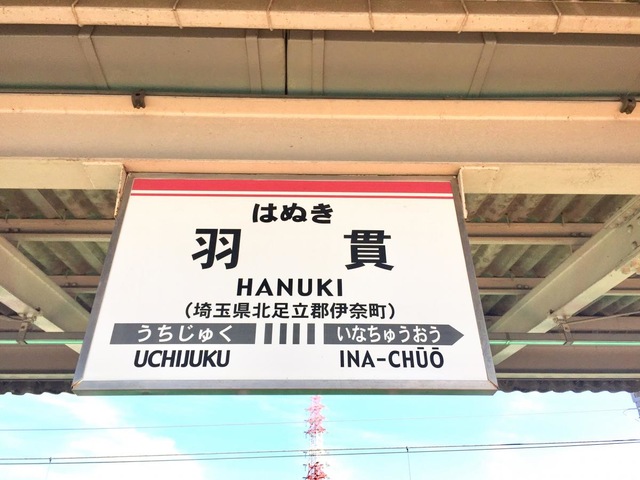 はぬき
羽貫
HANUKI
(埼玉県北足立郡伊奈町)
うちじゅく いなちゅうおう
UCHIJUKU INA-CHŪŌ